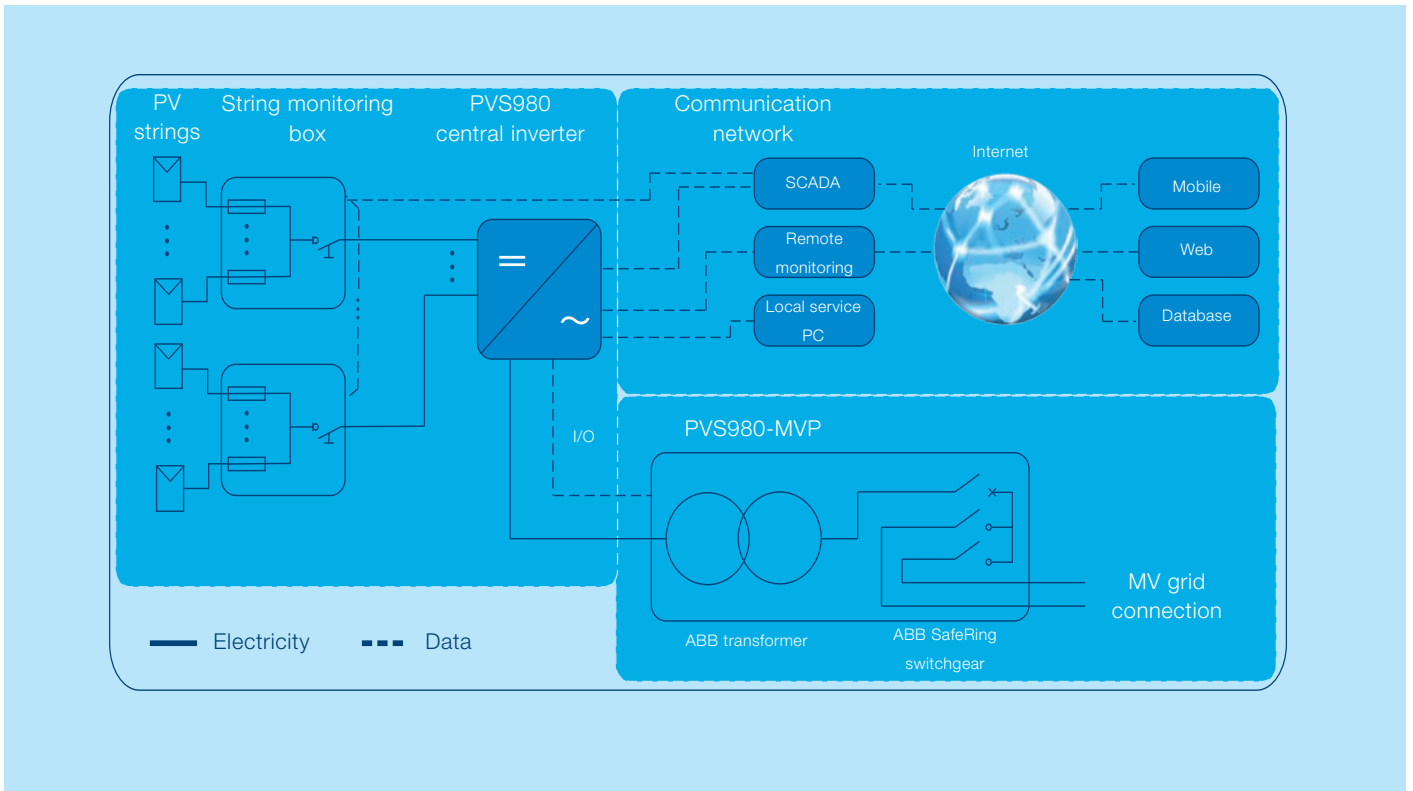 PV
strings
String monitoring
box
PVS980
central inverter
Communication
network
Internet
SCADA
Remote
monitoring
Local service
PC
Mobile
Web
Database
I/O
PVS980-MVP
MV grid
connection
ABB transformer
ABB SafeRing
switchgear
Electricity
Data